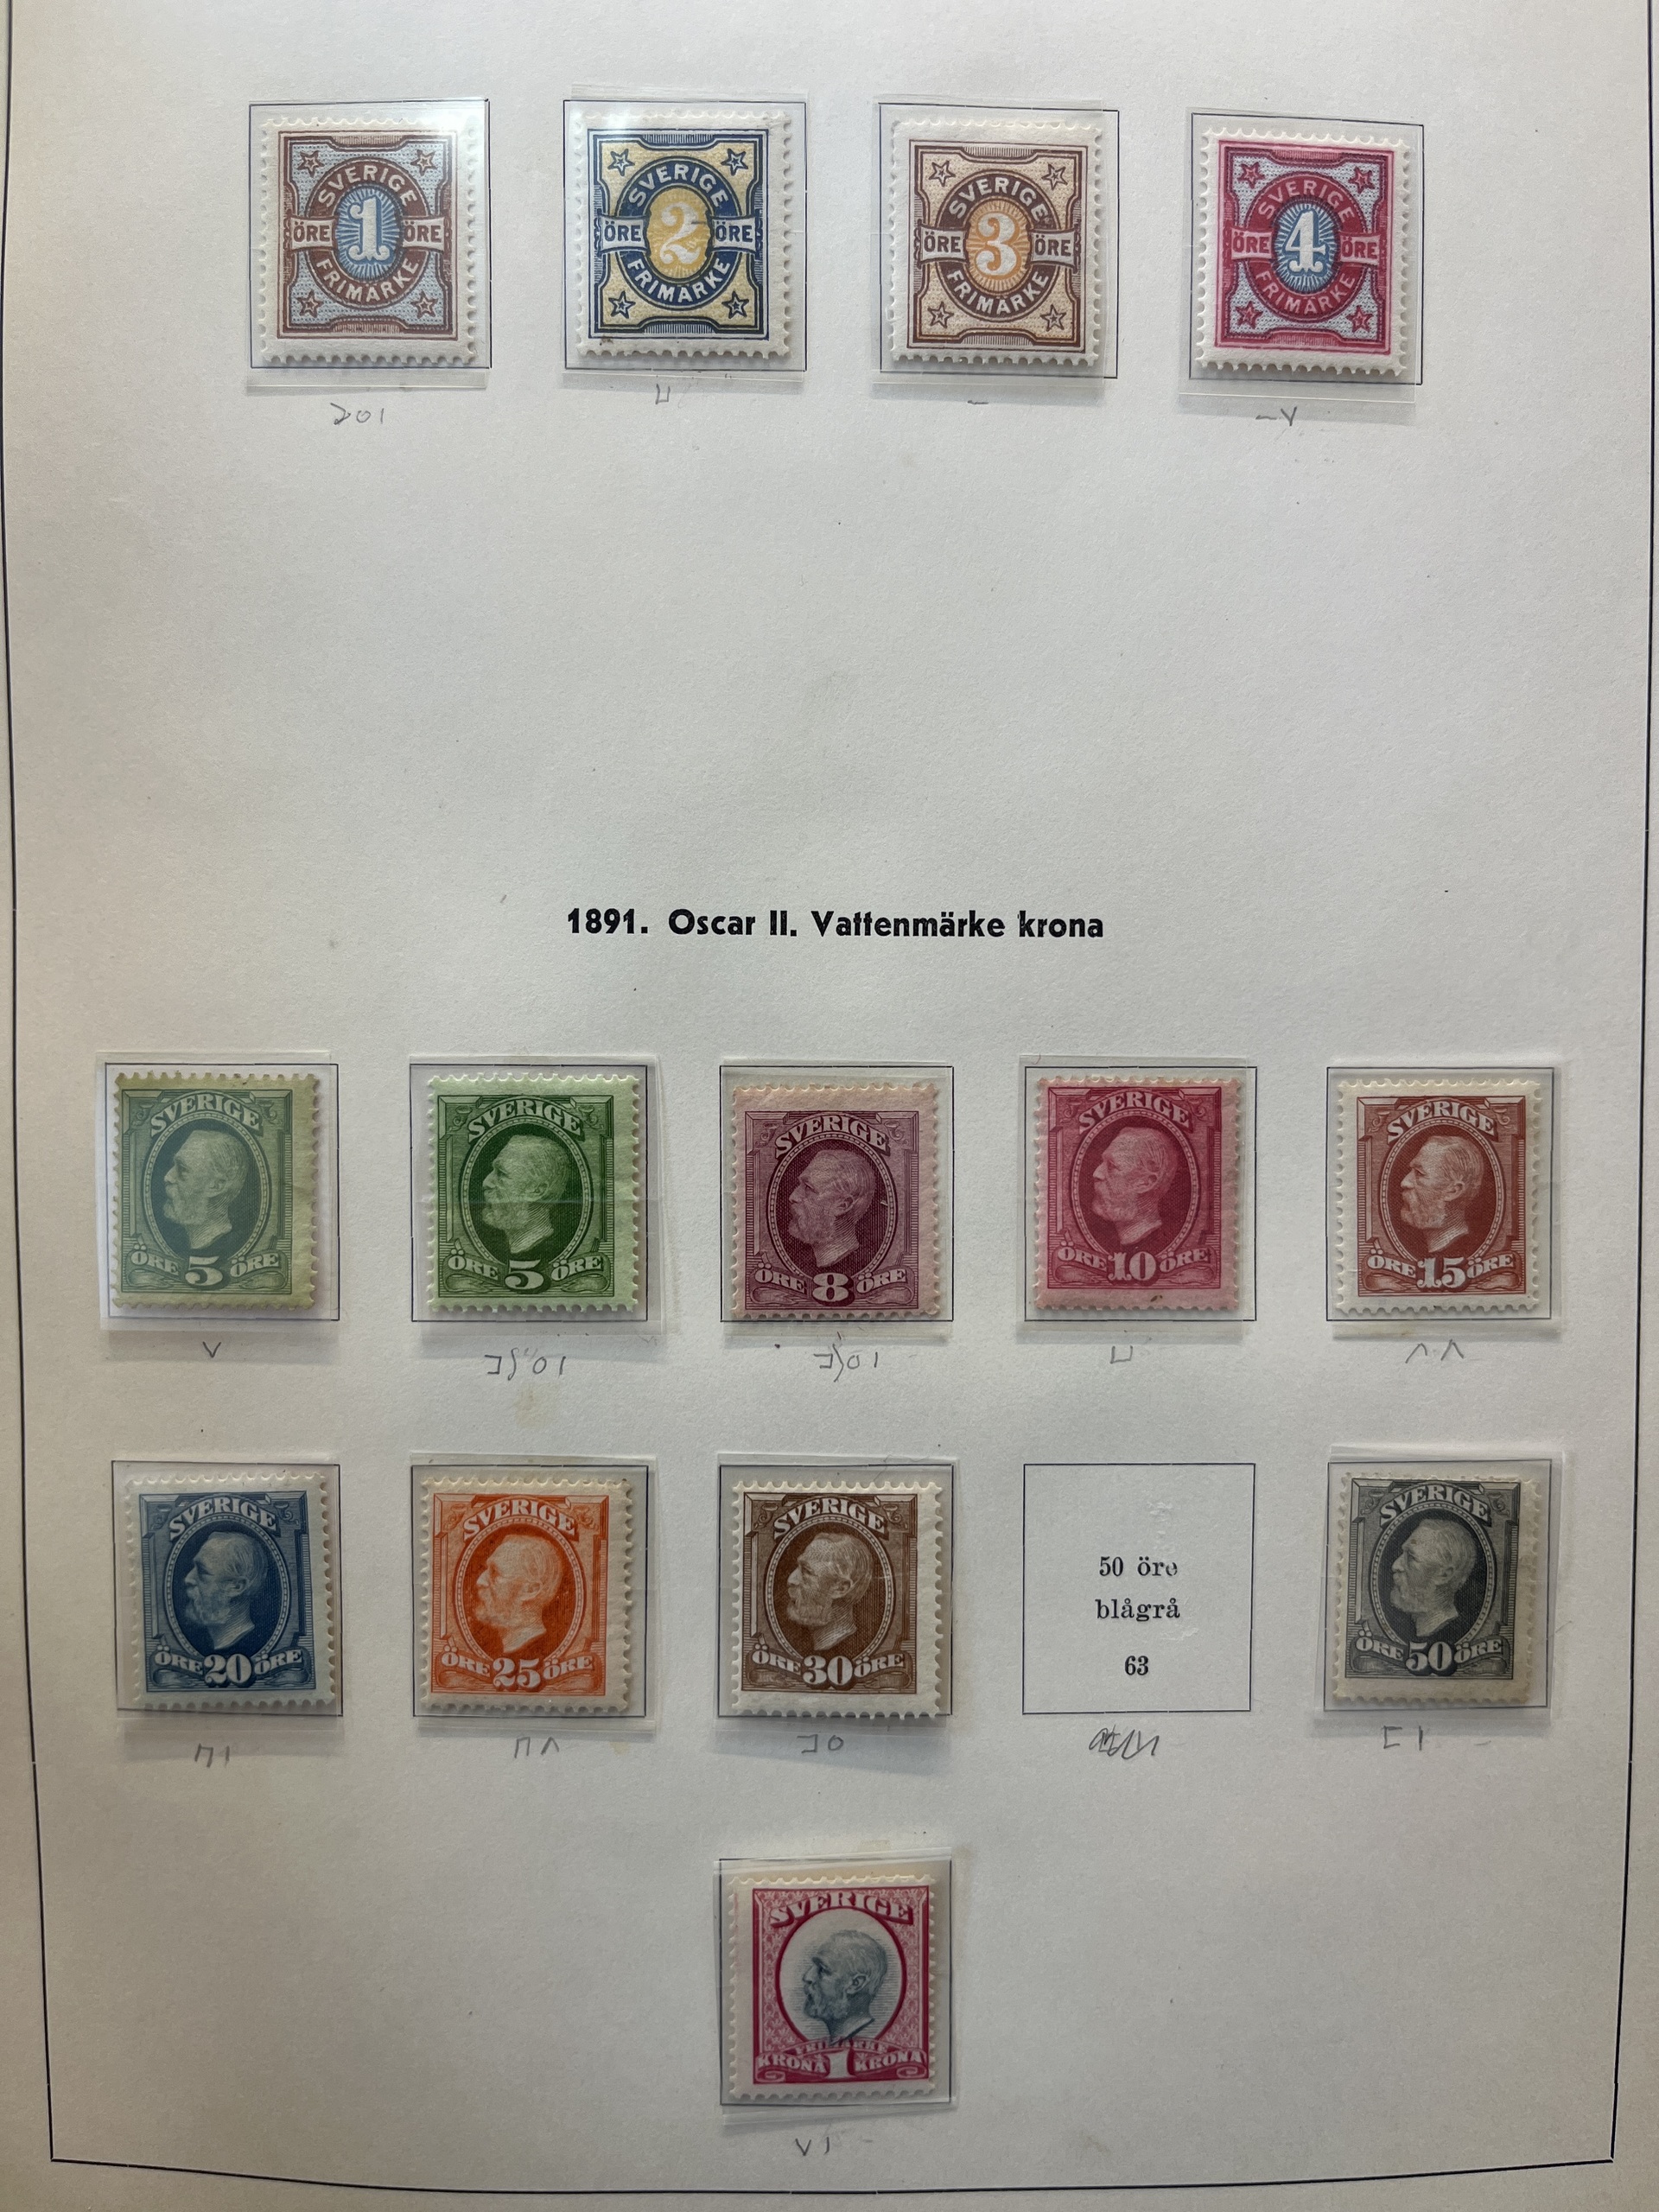 SVERIGE 1 ÖRE ÖRE FRIMÄRKE
SVERIGE 2 ÖRE ÖRE FRIMÄRKE
SVERIGE 3 ÖRE ÖRE FRIMÄRKE
SVERIGE 4 ÖRE ÖRE FRIMÄRKE
1891. Oscar II. Vattenmärke krona
SVERIGE
ÖRE 5 ÖRE
SVERIGE
ÖRE 5 ÖRE
SVERIGE
ÖRE 8 ÖRE
SVERIGE
ÖRE 10 ÖRE
SVERIGE
ÖRE 15 ÖRE
SVERIGE
ÖRE 20 ÖRE
SVERIGE
ÖRE 25 ÖRE
SVERIGE
ÖRE 30 ÖRE
50 öre
blågrå
63
SVERIGE
ÖRE 50 ÖRE
SVERIGE
FRIMÄRKE
KRONA 1 KRONA